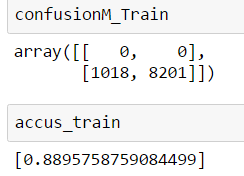 confusionM_Train
array([[   0,    0],
       [1018, 8201]])
accus_train
[0.8895758759084499]